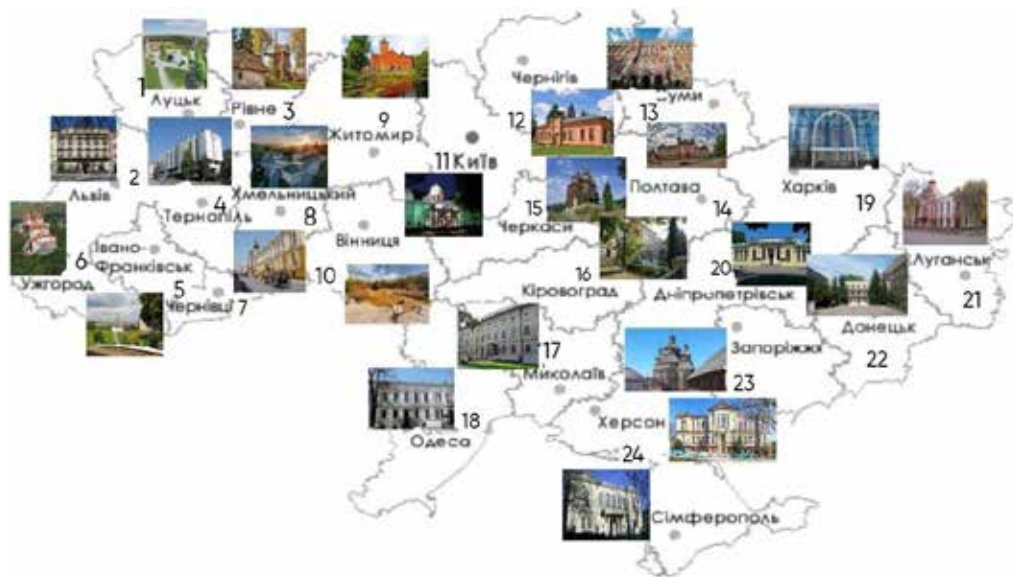 Чернігів
1
Луцьк
Рівне
3
9
Житомир
12
13
уми
11
Київ
Львів
2
Тернопіль
4
Хмельницький
8
Вінниця
15
Черкаси
Полтава
14
Харків
19
6
Ужгород
Івано-
Франківськ
5
Чернівці
7
10
16
Кіровоград
20
Дніпропетрівськ
Луганськ
21
Донецьк
22
17
Миколаїв
Запоріжжя
23
18
Одеса
Херсон
24
Сімферополь